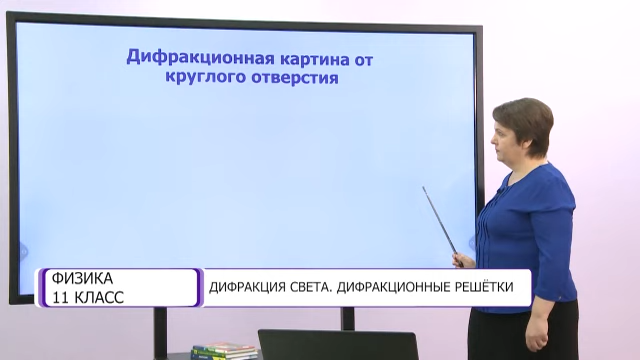 Дифракционная картина от
круглого отверстия
ФИЗИКА
11 КЛАСС
ДИФРАКЦИЯ СВЕТА. ДИФРАКЦИОННЫЕ РЕШЁТКИ